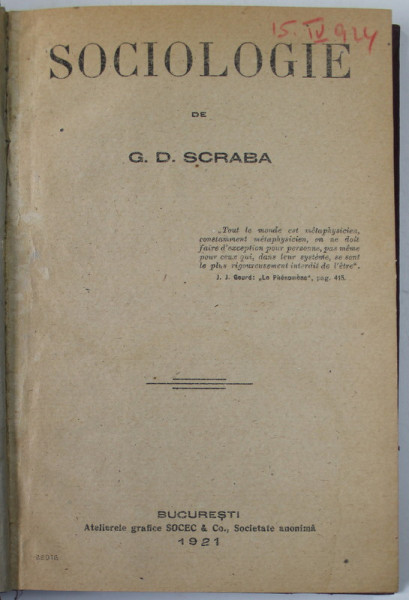 15. IV 924
SOCIOLOGIE
DE
G. D. SCRABA
„Tout le monde est métaphysicien,
constamment métaphysicien, on ne doit
faire d'exception pour personne, pas même
pour ceux qui, dans leur système, se sont
le plus rigoureusement interdit de l'être".
J. J. Gourd: „Le Phénomène", pag. 418.
BUCUREȘTI
Atelierele grafice SOCEC & Co., Societate anonimă
1921